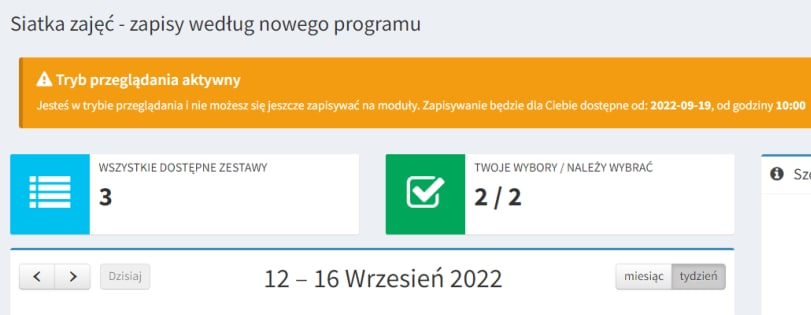 Siatka zajęć - zapisy według nowego programu
Tryb przeglądania aktywny
Jesteś w trybie przeglądania i nie możesz się jeszcze zapisywać na moduły. Zapisywanie będzie dla Ciebie dostępne od: 2022-09-19, od godziny 10:00
WSZYSTKIE DOSTĘPNE ZESTAWY
3
TWOJE WYBORY / NALEŻY WYBRAĆ
2 / 2
Dzisiaj
12 – 16 Wrzesień 2022
miesiąc
tydzień